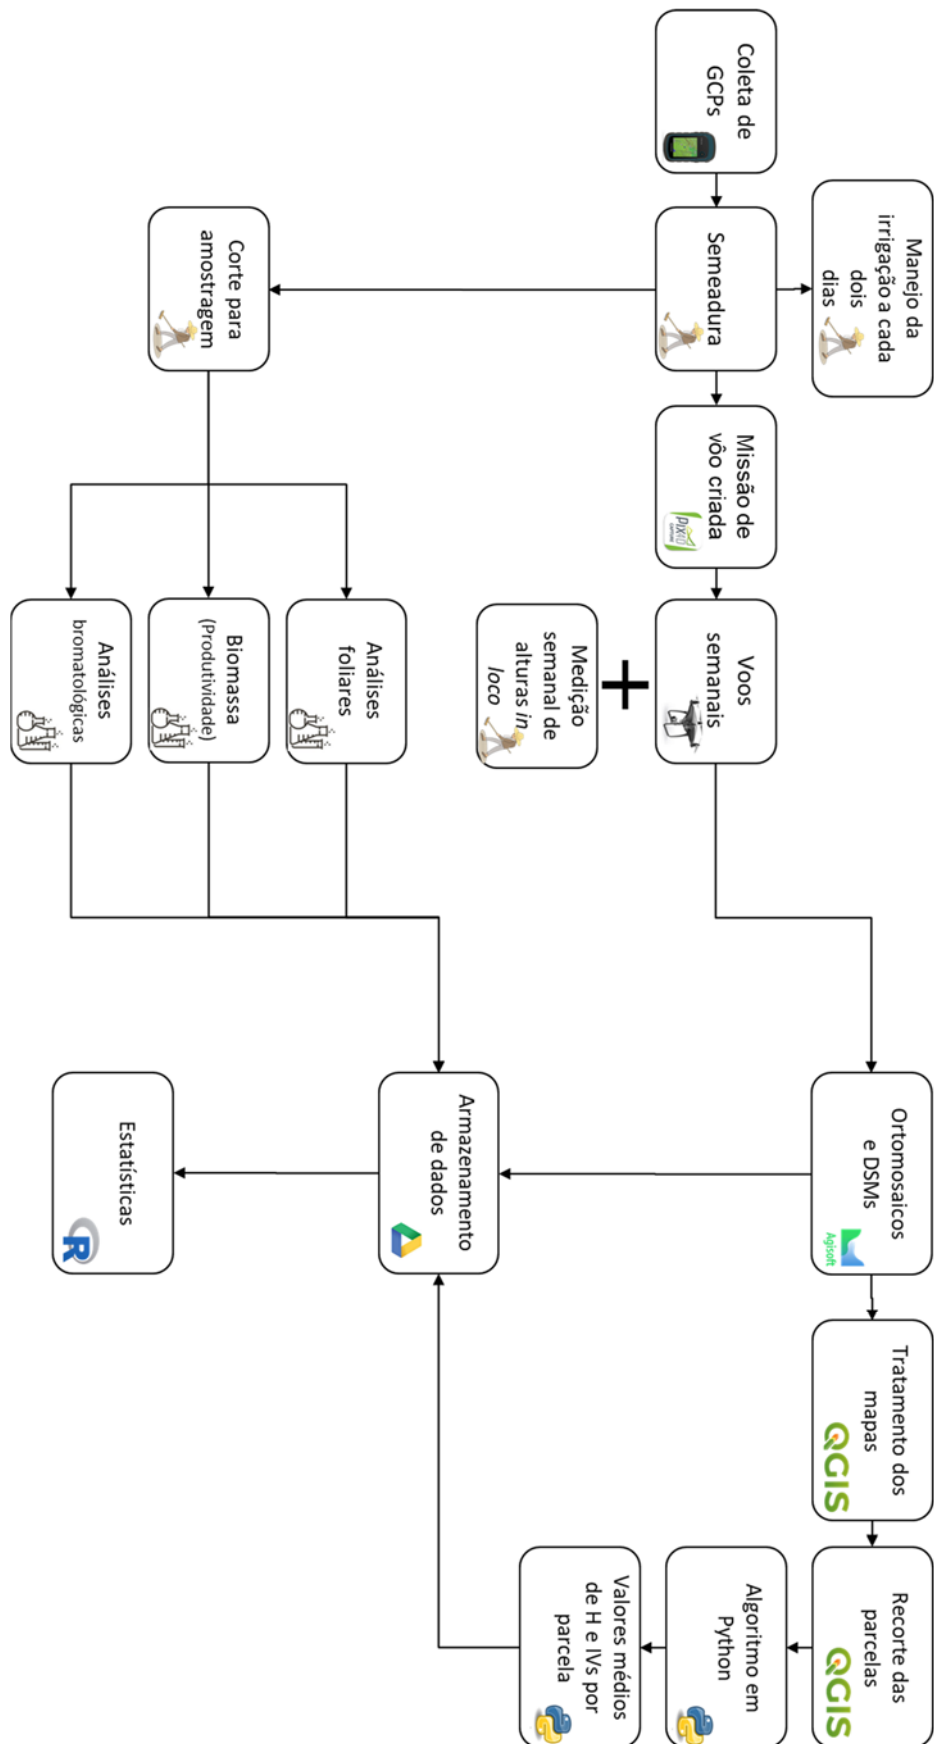 Coleta de
GCPs
Manejo da
irrigação a cada
dois
dias
Semeadura
Corte para
amostragem
Missão de
vôo criada
PIX4D
CAPTURE
Voos
semanais
+
Medição
semanal de
alturas in
loco
Análises
foliares
Biomassa
(Produtividade)
Análises
bromatológicas
Ortomosaicos
e DSMs
Agisoft
Armazenamento
de dados
Estatísticas
R
Tratamento dos
mapas
QGIS
Recorte das
parcelas
QGIS
Algoritmo em
Python
Valores médios
de H e IVs por
parcela